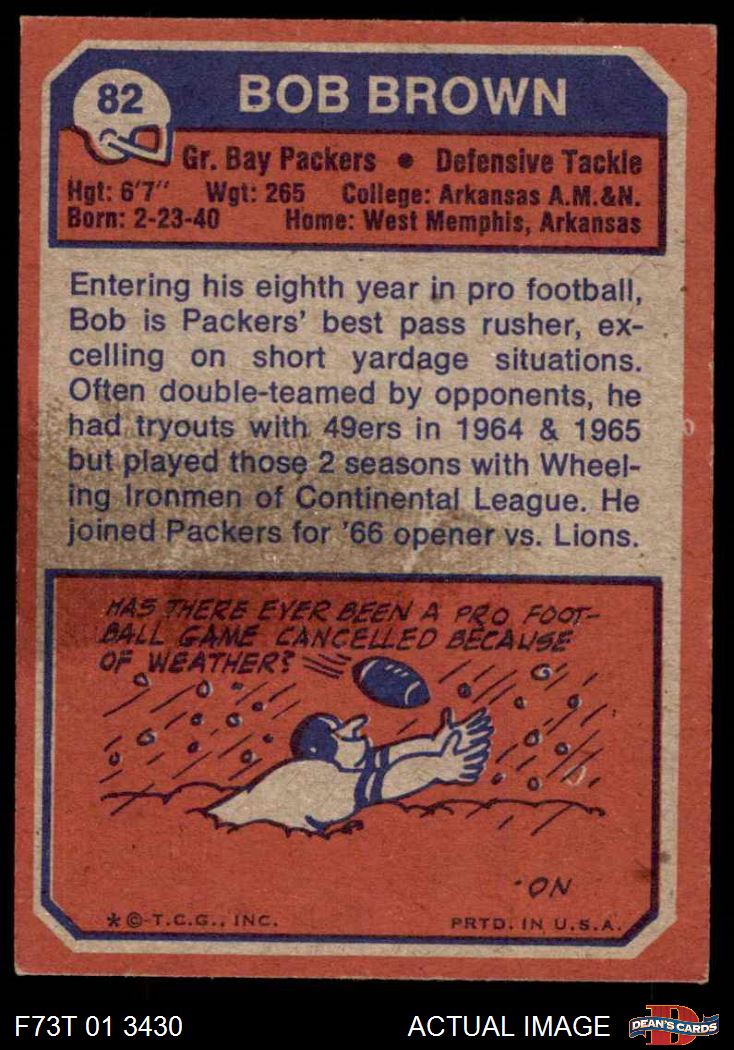 82
BOB BROWN
Gr. Bay Packers • Defensive Tackle
Hgt: 6'7" Wgt: 265 College: Arkansas A.M.&N.
Born: 2-23-40 Home: West Memphis, Arkansas
Entering his eighth year in pro football,
Bob is Packers' best pass rusher, ex-
celling on short yardage situations.
Often double-teamed by opponents, he
had tryouts with 49ers in 1964 & 1965
but played those 2 seasons with Wheel-
ing Ironmen of Continental League. He
joined Packers for '66 opener vs. Lions.
HAS THERE EVER BEEN A PRO FOOT-
BALL GAME CANCELLED BECAUSE
OF WEATHER?
·ON
*©·T.C.G., INC. PRTD. IN U.S.A.
F73T 01 3430 ACTUAL IMAGE D DEAN'S CARDS